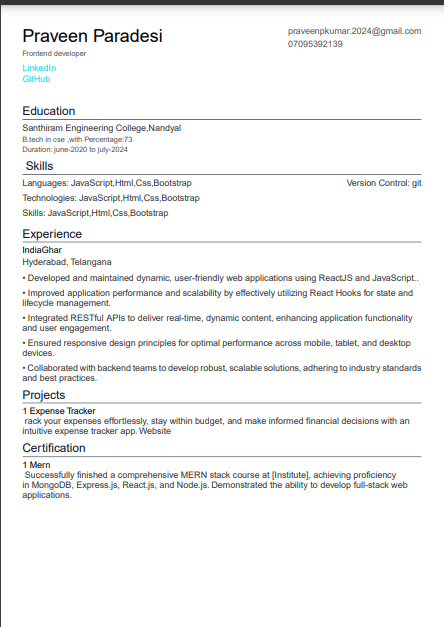 Praveen Paradesi
praveenpkumar.2024@gmail.com
07095392139
Frontend developer
LinkedIn
GitHub
Education
Santhiram Engineering College,Nandyal
B.tech in cse ,with Percentage:73
Duration: june-2020 to july-2024
Skills
Languages: JavaScript,Html,Css,Bootstrap
Version Control: git
Technologies: JavaScript,Html,Css,Bootstrap
Skills: JavaScript,Html,Css,Bootstrap
Experience
IndiaGhar
Hyderabad, Telangana
• Developed and maintained dynamic, user-friendly web applications using ReactJS and JavaScript..
• Improved application performance and scalability by effectively utilizing React Hooks for state and
lifecycle management.
• Integrated RESTful APIs to deliver real-time, dynamic content, enhancing application functionality
and user engagement.
• Ensured responsive design principles for optimal performance across mobile, tablet, and desktop
devices.
• Collaborated with backend teams to develop robust, scalable solutions, adhering to industry standards
and best practices.
Projects
1 Expense Tracker
rack your expenses effortlessly, stay within budget, and make informed financial decisions with an
intuitive expense tracker app. Website
Certification
1 Mern
Successfully finished a comprehensive MERN stack course at [Institute], achieving proficiency
in MongoDB, Express.js, React.js, and Node.js. Demonstrated the ability to develop full-stack web
applications.